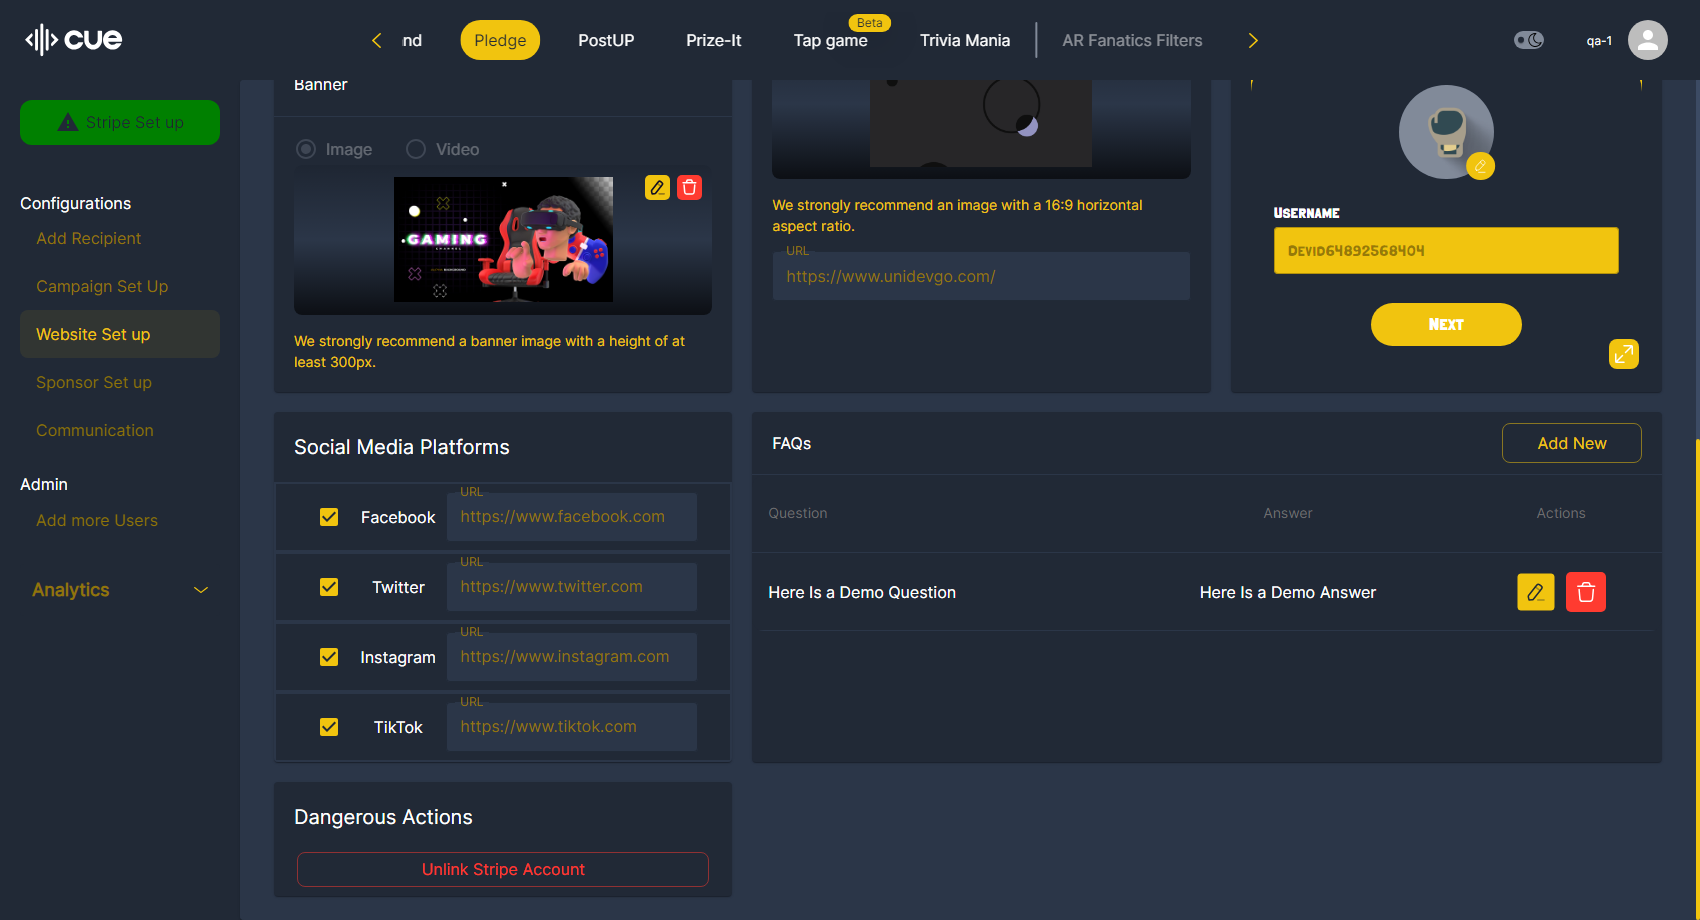 cue
nd
Pledge
PostUP
Prize-It
Tap game
Beta
Trivia Mania
AR Fanatics Filters
qa-1
Stripe Set up
Configurations
Add Recipient
Campaign Set Up
Website Set up
Sponsor Set up
Communication
Admin
Add more Users
Analytics
Banner
Image
Video
GAMING
We strongly recommend a banner image with a height of at
least 300px.
We strongly recommend an image with a 16:9 horizontal
aspect ratio.
URL
https://www.unidevgo.com/
Username
Devid64892568404
Next
Social Media Platforms
Facebook
URL
https://www.facebook.com
Twitter
URL
https://www.twitter.com
Instagram
URL
https://www.instagram.com
TikTok
URL
https://www.tiktok.com
FAQs
Add New
Question
Answer
Actions
Here Is a Demo Question
Here Is a Demo Answer
Dangerous Actions
Unlink Stripe Account